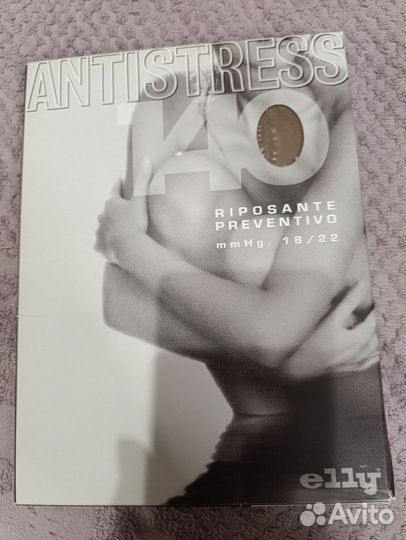 ANTISTRESS
140
RIPOSANTE
PREVENTIVO
mmHg. 18/22
elly
Avito